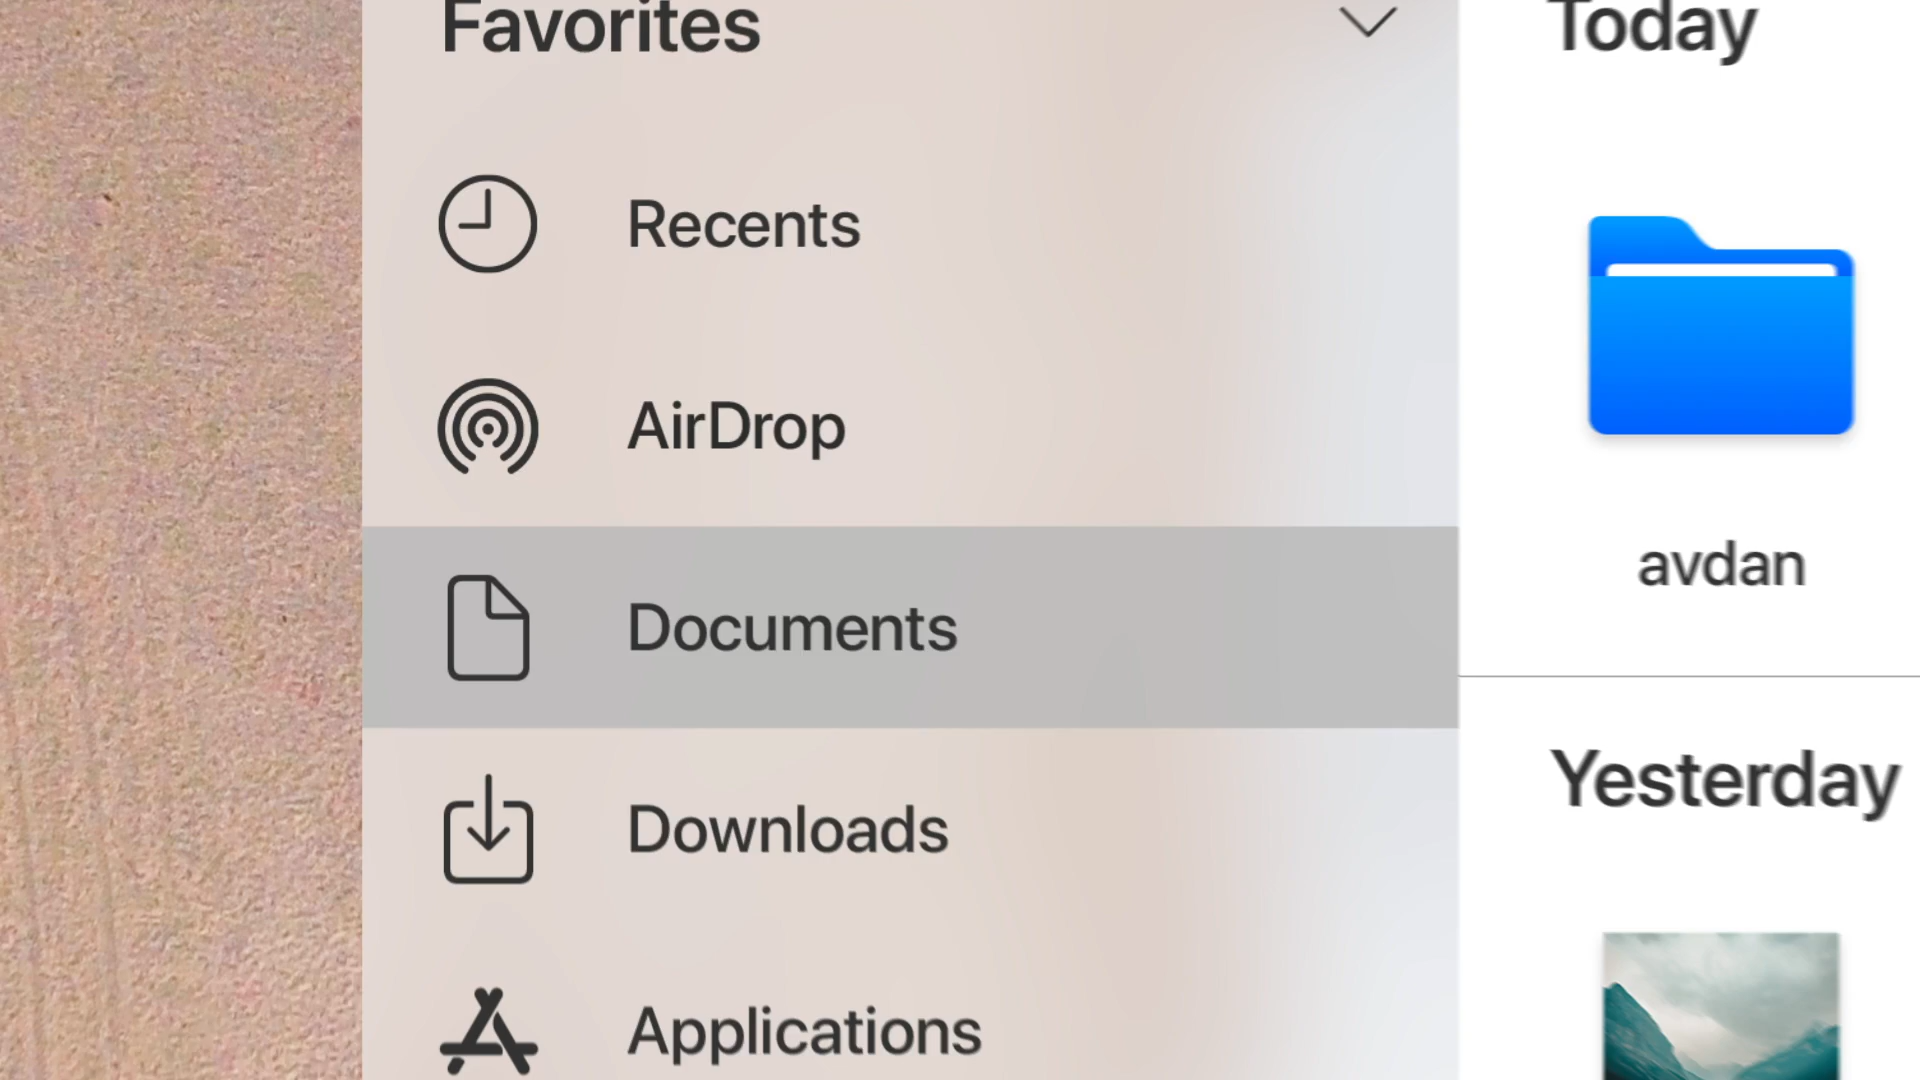 Favorites
Recents
AirDrop
Documents
Downloads
Applications
Today
avdan
Yesterday